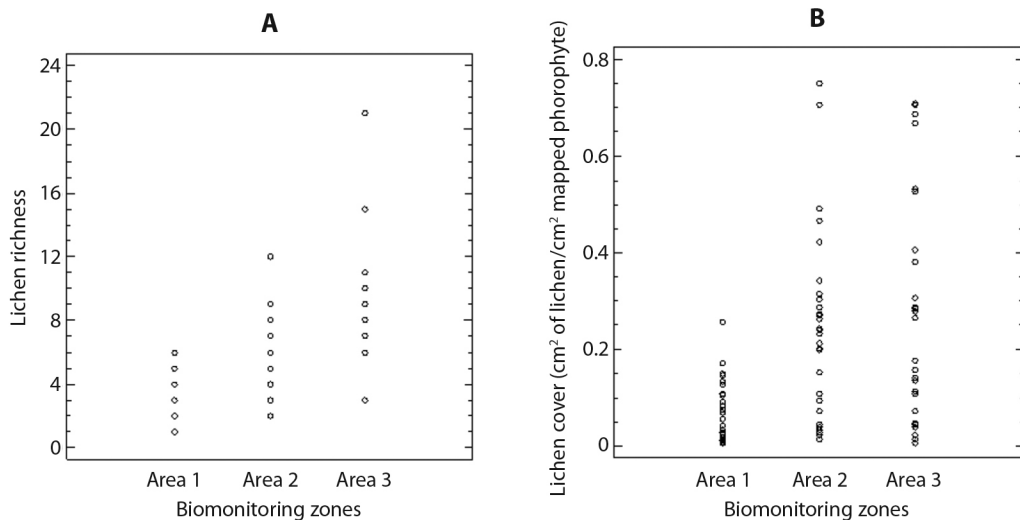 A
Lichen richness
24
20
16
12
8
4
0
Area 1 Area 2 Area 3
Biomonitoring zones
B
Lichen cover (cm² of lichen/cm² mapped phorophyte)
0.8
0.6
0.4
0.2
0
Area 1 Area 2 Area 3
Biomonitoring zones